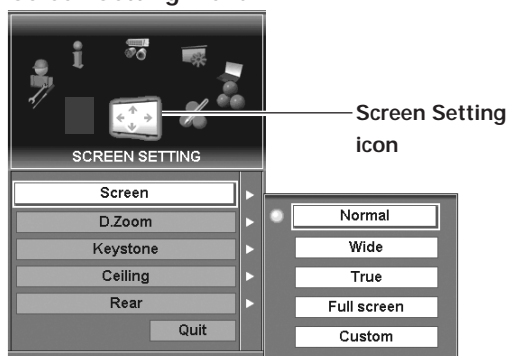 Screen Setting
icon
SCREEN SETTING
Screen
D.Zoom
Keystone
Ceiling
Rear
Quit
Normal
Wide
True
Full screen
Custom